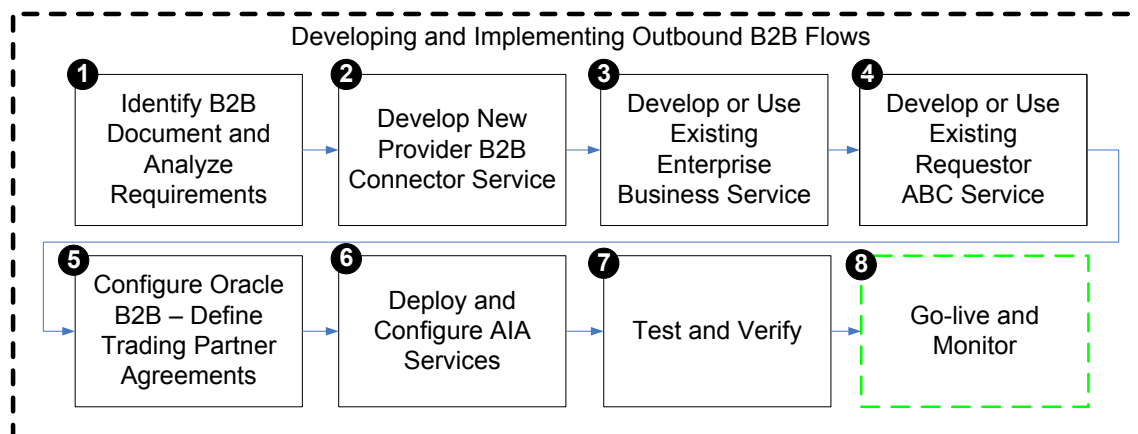 Developing and Implementing Outbound B2B Flows
1
Identify B2B
Document and
Analyze
Requirements
2
Develop New
Provider B2B
Connector Service
3
Develop or Use
Existing
Enterprise
Business Service
4
Develop or Use
Existing
Requestor
ABC Service
5
Configure Oracle
B2B – Define
Trading Partner
Agreements
6
Deploy and
Configure AIA
Services
7
Test and Verify
8
Go-live and
Monitor